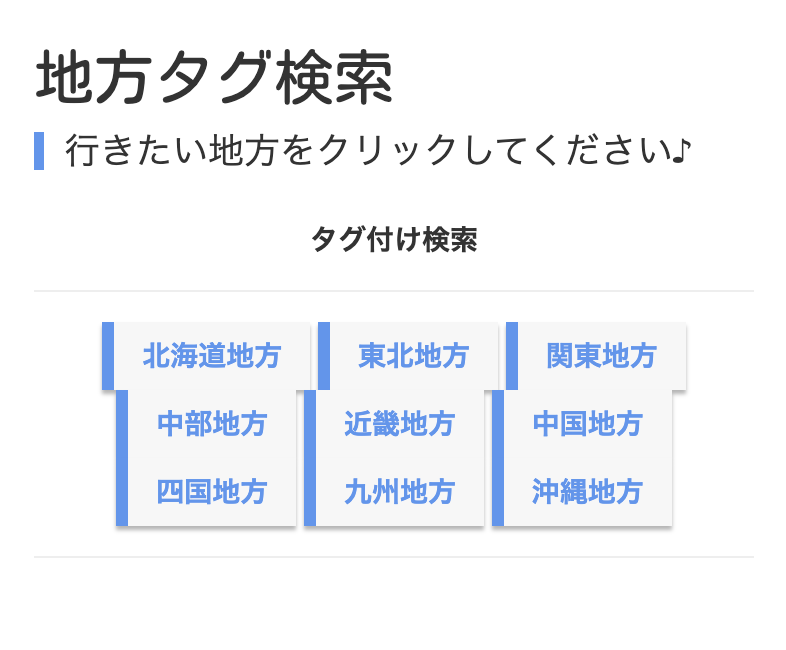 地方タグ検索
行きたい地方をクリックしてください♪
タグ付け検索
北海道地方 東北地方 関東地方
中部地方 近畿地方 中国地方
四国地方 九州地方 沖縄地方